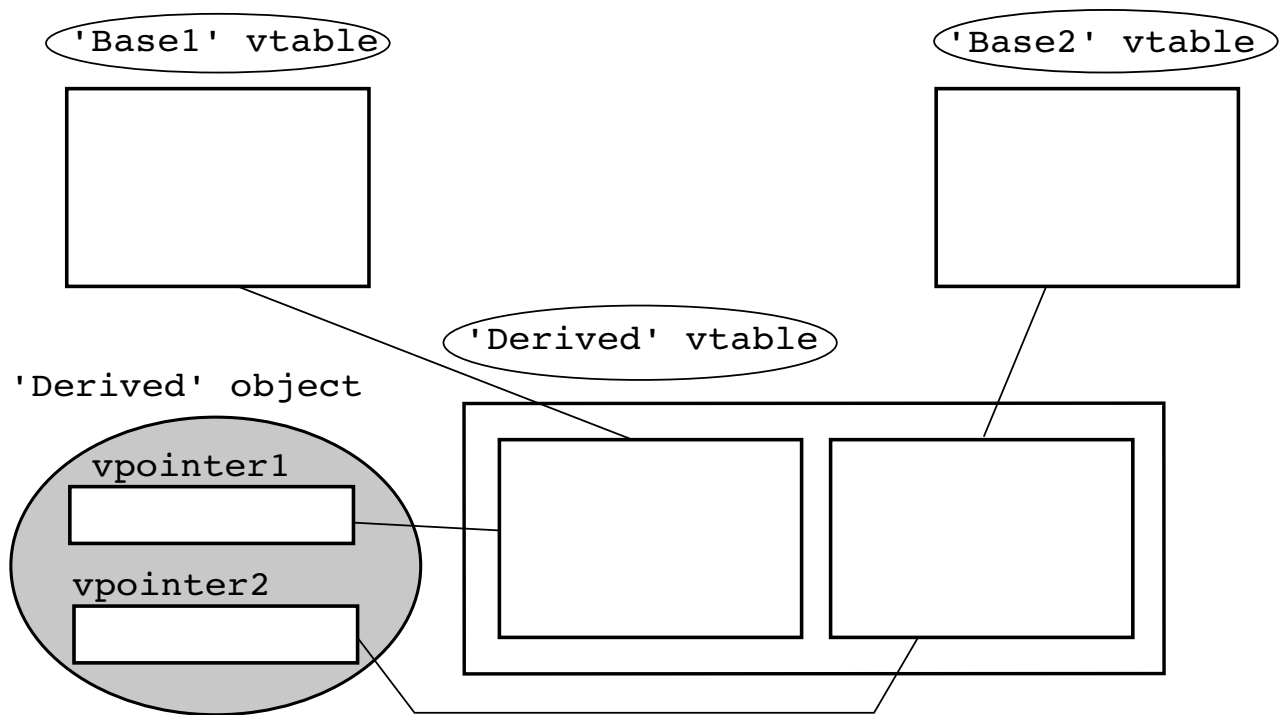 'Base1' vtable
'Base2' vtable
'Derived' vtable
'Derived' object
vpointer1
vpointer2